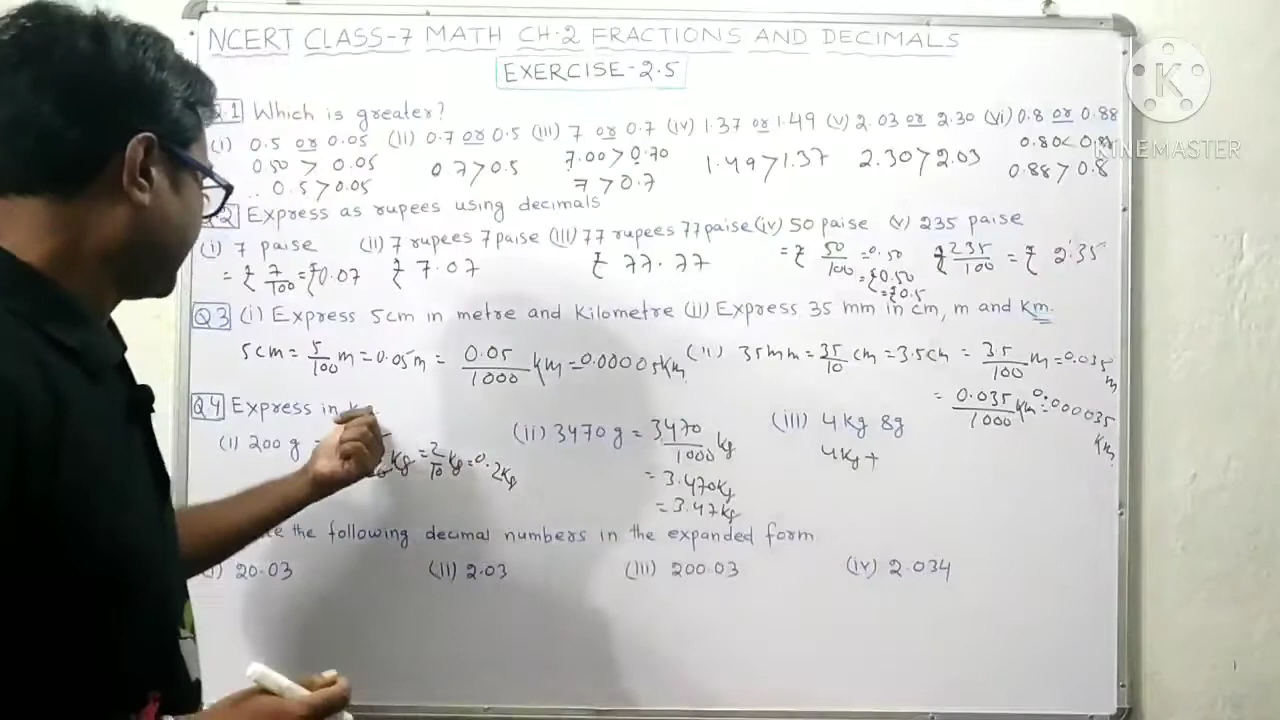 NCERT CLASS-7 MATH CH.2 FRACTIONS AND DECIMALS
EXERCISE-2.5
K
KINEMASTER
Q.1 Which is greater?
(i) 0.5 or 0.05 (II) 0.7 or 0.5 (III) 7 or 0.7 (iv) 1.37 or 1.49 (v) 2.03 or 2.30 (vi) 0.8 or 0.88
0.50 > 0.05 0.7>0.5 7.00>0.70 1.49>1.37 2.30>2.03 0.80<0.88
∴ 0.5>0.05 7>0.7 0.88>0.8
Q.2 Express as rupees using decimals
(i) 7 paise (II) 7 rupees 7 paise (III) 77 rupees 77 paise (iv) 50 paise (v) 235 paise
= ₹ 7/100 = ₹0.07 ₹ 7.07 ₹ 77.77 = ₹ 50/100 = 0.50 ₹ 235/100 = ₹ 2.35
= ₹0.50
= ₹0.5
Q3 (i) Express 5cm in metre and Kilometre (ii) Express 35 mm in cm, m and Km.
5cm = 5/100 m = 0.05m = 0.05/1000 Km = 0.00005Km (ii) 35mm = 35/10 cm = 3.5cm = 3.5/100 m = 0.035 m
= 0.035/1000 Km = 0.000035 Km
Q.4 Express in
(i) 200 g = Kg = 2/10 Kg = 0.2Kg (ii) 3470 g = 3470/1000 Kg (iii) 4Kg 8g
= 3.470Kg 4Kg +
= 3.47Kg
the following decimal numbers in the expanded form
(i) 20.03 (II) 2.03 (III) 200.03 (iv) 2.034